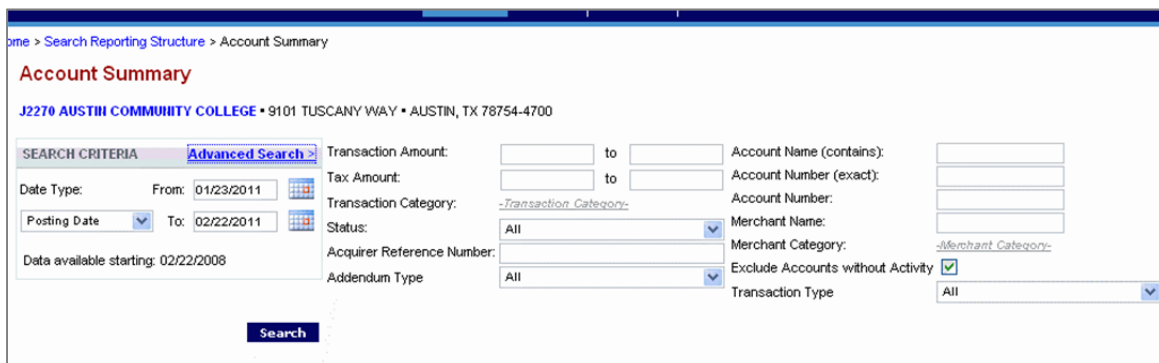 ome > Search Reporting Structure > Account Summary
Account Summary
J2270 AUSTIN COMMUNITY COLLEGE • 9101 TUSCANY WAY • AUSTIN, TX 78754-4700
SEARCH CRITERIA Advanced Search >
Date Type: From: 01/23/2011
Posting Date To: 02/22/2011
Data available starting: 02/22/2008
Transaction Amount: to
Tax Amount: to
Transaction Category: -Transaction Category-
Status: All
Acquirer Reference Number:
Addendum Type All
Account Name (contains):
Account Number (exact):
Account Number:
Merchant Name:
Merchant Category: -Merchant Category-
Exclude Accounts without Activity
Transaction Type All
Search